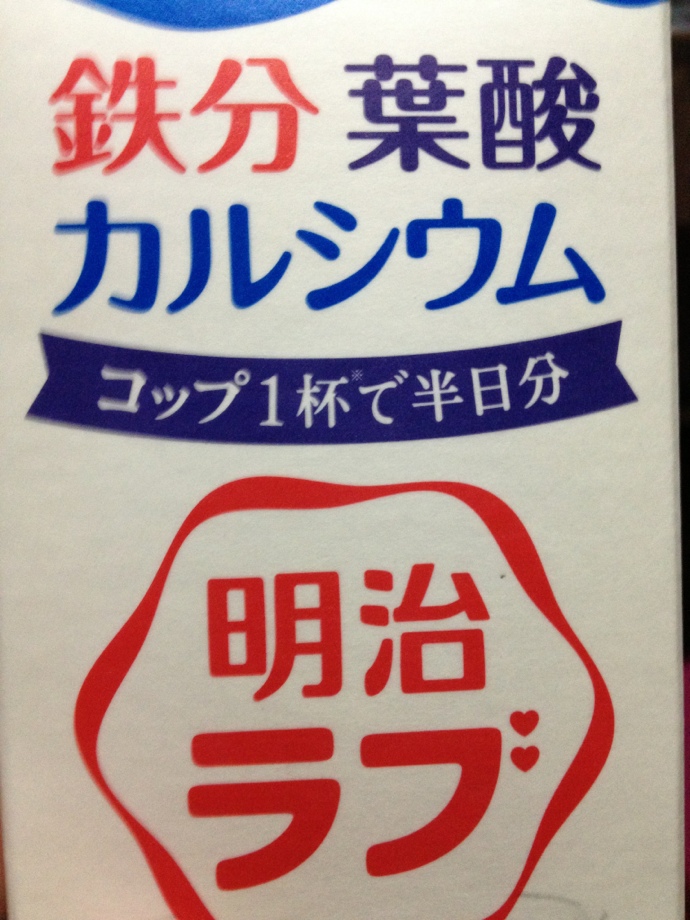 鉄分 葉酸
カルシウム
コップ1杯※で半日分
明治
ラブ